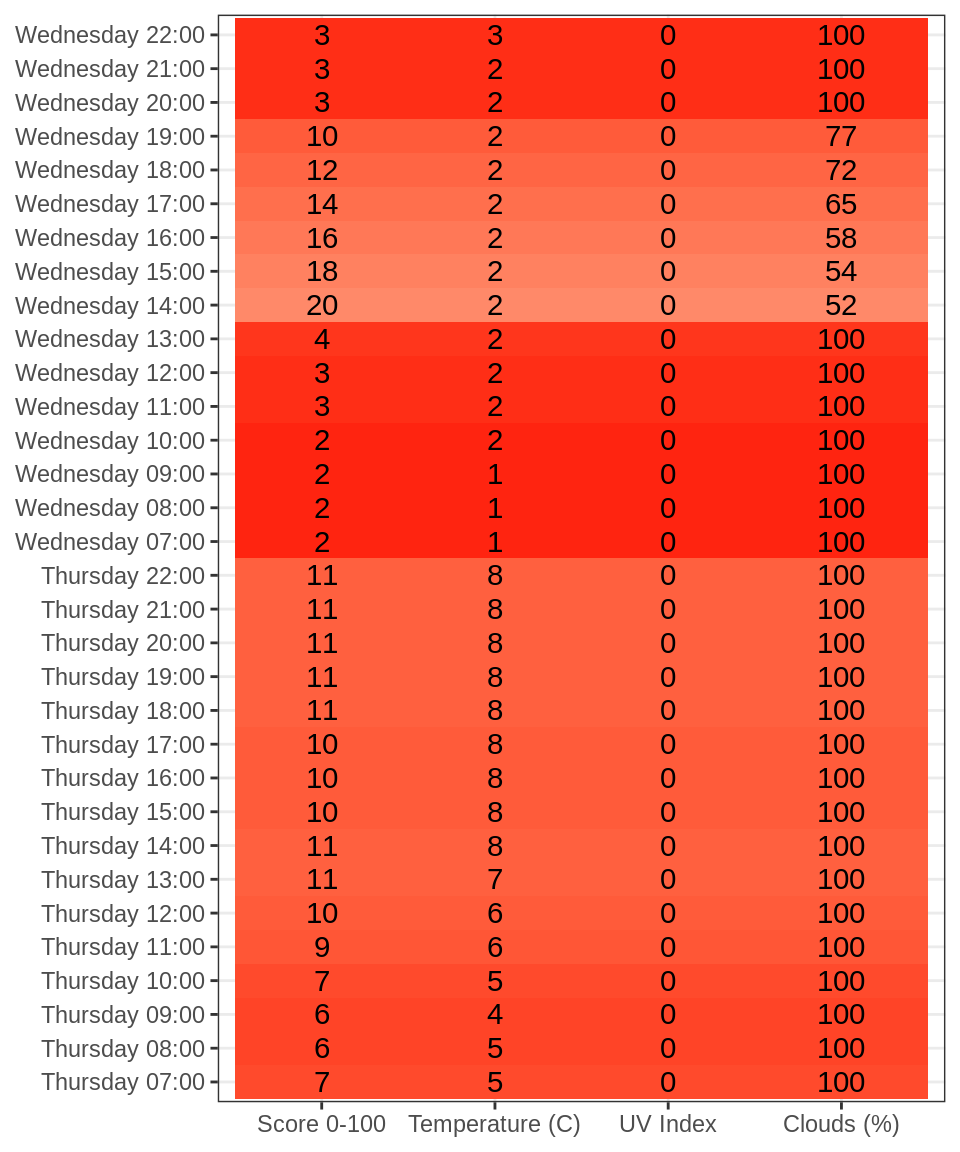 Wednesday 22:00 3 3 0 100
Wednesday 21:00 3 2 0 100
Wednesday 20:00 3 2 0 100
Wednesday 19:00 10 2 0 77
Wednesday 18:00 12 2 0 72
Wednesday 17:00 14 2 0 65
Wednesday 16:00 16 2 0 58
Wednesday 15:00 18 2 0 54
Wednesday 14:00 20 2 0 52
Wednesday 13:00 4 2 0 100
Wednesday 12:00 3 2 0 100
Wednesday 11:00 3 2 0 100
Wednesday 10:00 2 2 0 100
Wednesday 09:00 2 1 0 100
Wednesday 08:00 2 1 0 100
Wednesday 07:00 2 1 0 100
Thursday 22:00 11 8 0 100
Thursday 21:00 11 8 0 100
Thursday 20:00 11 8 0 100
Thursday 19:00 11 8 0 100
Thursday 18:00 11 8 0 100
Thursday 17:00 10 8 0 100
Thursday 16:00 10 8 0 100
Thursday 15:00 10 8 0 100
Thursday 14:00 11 8 0 100
Thursday 13:00 11 7 0 100
Thursday 12:00 10 6 0 100
Thursday 11:00 9 6 0 100
Thursday 10:00 7 5 0 100
Thursday 09:00 6 4 0 100
Thursday 08:00 6 5 0 100
Thursday 07:00 7 5 0 100
Score 0-100 Temperature (C) UV Index Clouds (%)